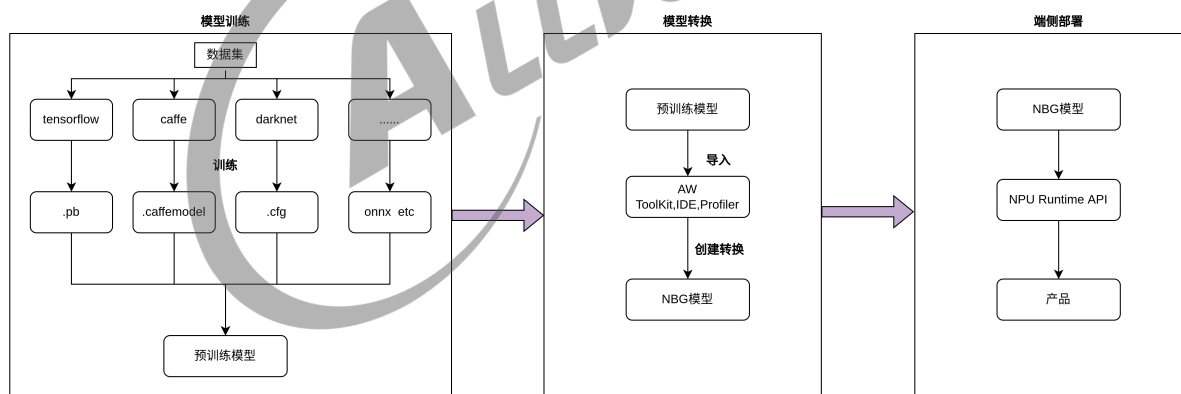 模型训练
数据集
tensorflow
caffe
darknet
......
训练
.pb
.caffemodel
.cfg
onnx etc
预训练模型
模型转换
预训练模型
导入
AW
ToolKit,IDE,Profiler
创建转换
NBG模型
端侧部署
NBG模型
NPU Runtime API
产品